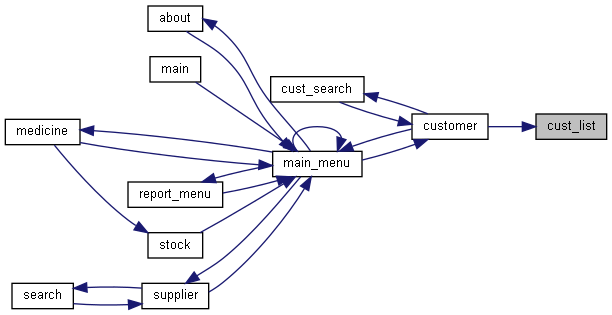 about
main
cust_search
medicine
customer
cust_list
main_menu
report_menu
stock
search
supplier